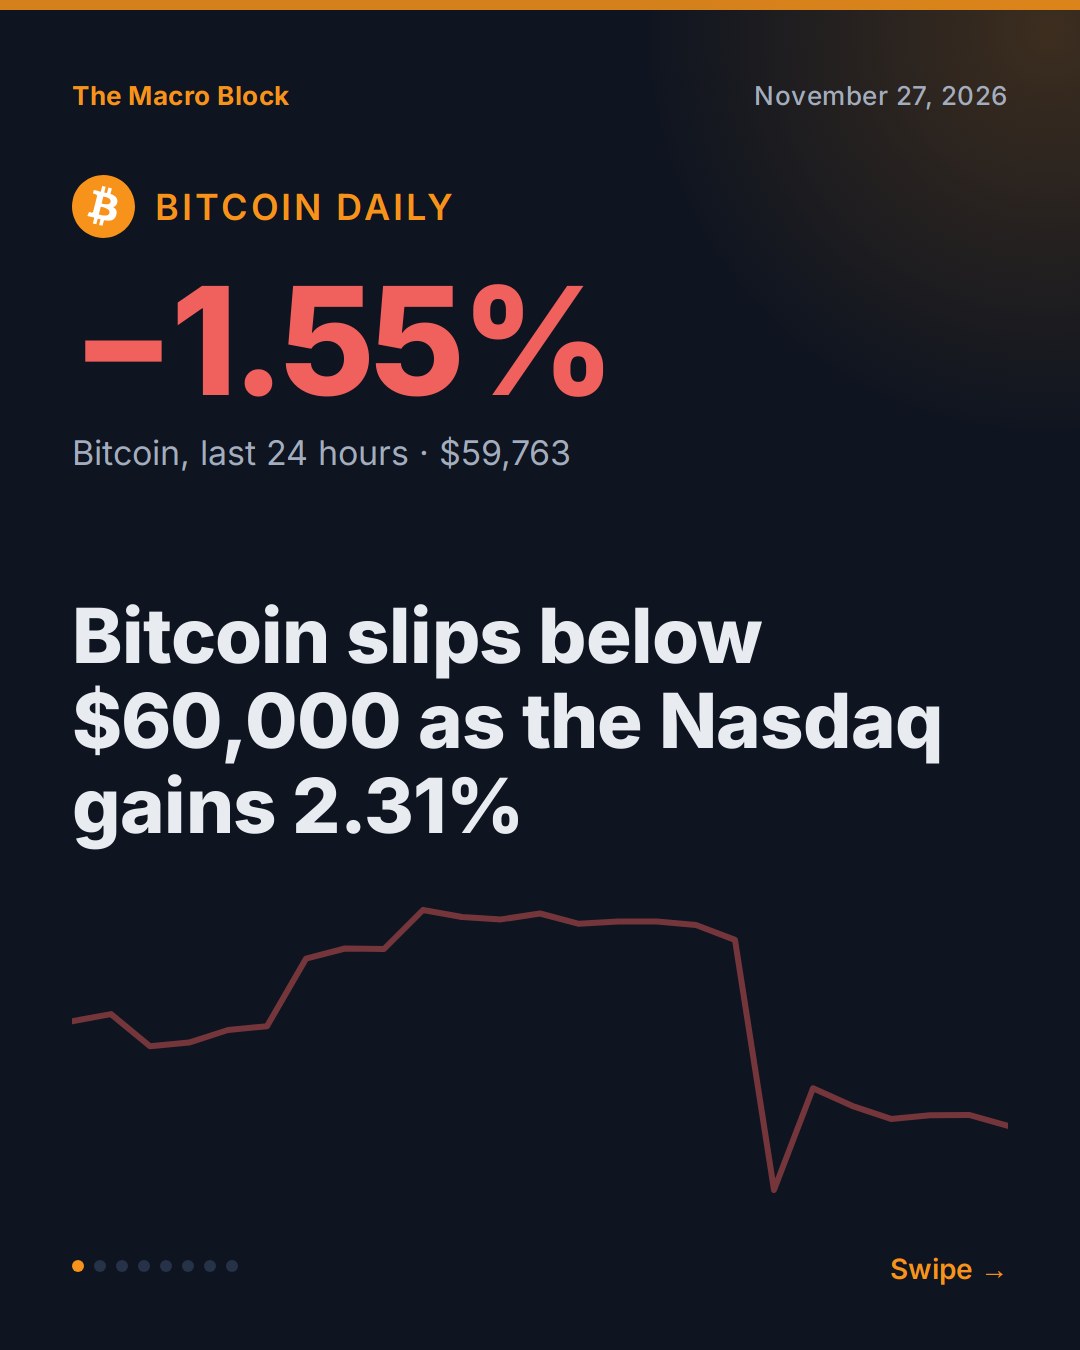 The Macro Block
November 27, 2026
BITCOIN DAILY
−1.55%
Bitcoin, last 24 hours · $59,763
Bitcoin slips below
$60,000 as the Nasdaq
gains 2.31%
Swipe →